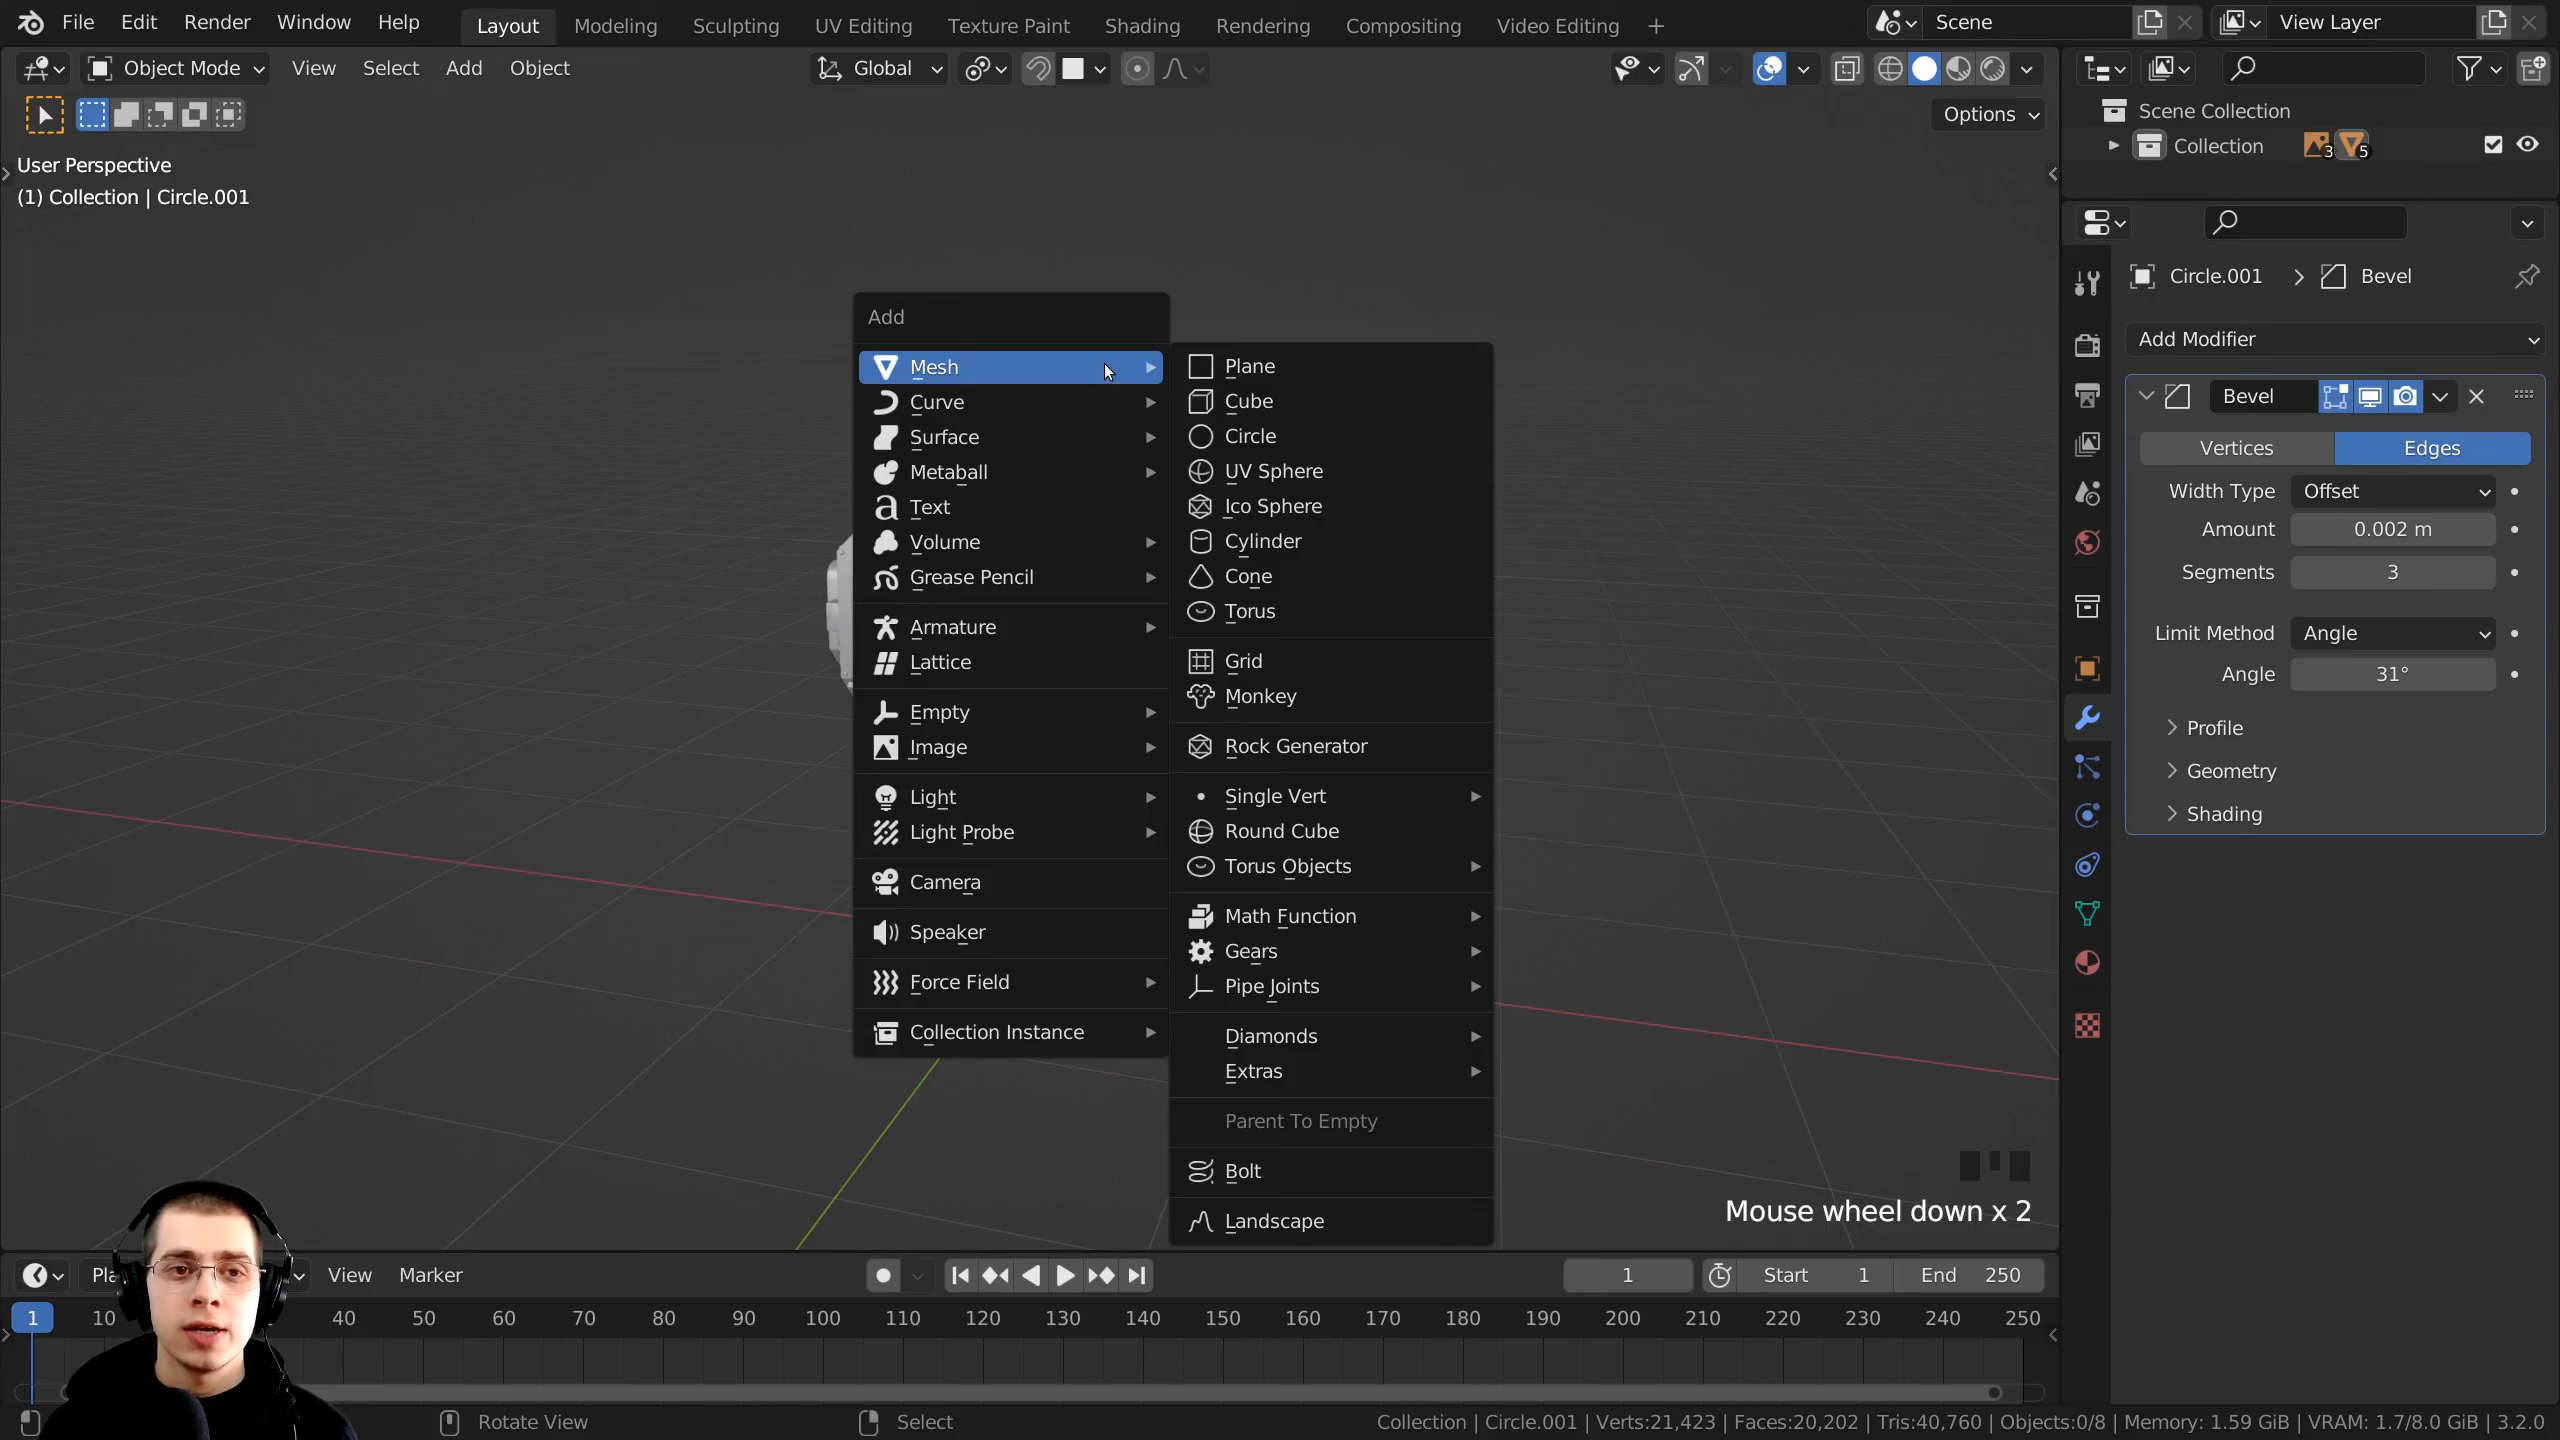 File Edit Render Window Help Layout Modeling Sculpting UV Editing Texture Paint Shading Rendering Compositing Video Editing + Scene View Layer
Object Mode View Select Add Object Global
Options
User Perspective
(1) Collection | Circle.001
Scene Collection
Collection 3 5
Circle.001 > Bevel
Add Modifier
Bevel
Vertices Edges
Width Type Offset
Amount 0.002 m
Segments 3
Limit Method Angle
Angle 31°
Profile
Geometry
Shading
Add
Mesh
Curve
Surface
Metaball
Text
Volume
Grease Pencil
Armature
Lattice
Empty
Image
Light
Light Probe
Camera
Speaker
Force Field
Collection Instance
Plane
Cube
Circle
UV Sphere
Ico Sphere
Cylinder
Cone
Torus
Grid
Monkey
Rock Generator
Single Vert
Round Cube
Torus Objects
Math Function
Gears
Pipe Joints
Diamonds
Extras
Parent To Empty
Bolt
Landscape
Mouse wheel down x 2
View Marker 1 Start 1 End 250
1 10 40 50 60 70 80 90 100 110 120 130 140 150 160 170 180 190 200 210 220 230 240 250
Rotate View Select Collection | Circle.001 | Verts:21,423 | Faces:20,202 | Tris:40,760 | Objects:0/8 | Memory: 1.59 GiB | VRAM: 1.7/8.0 GiB | 3.2.0